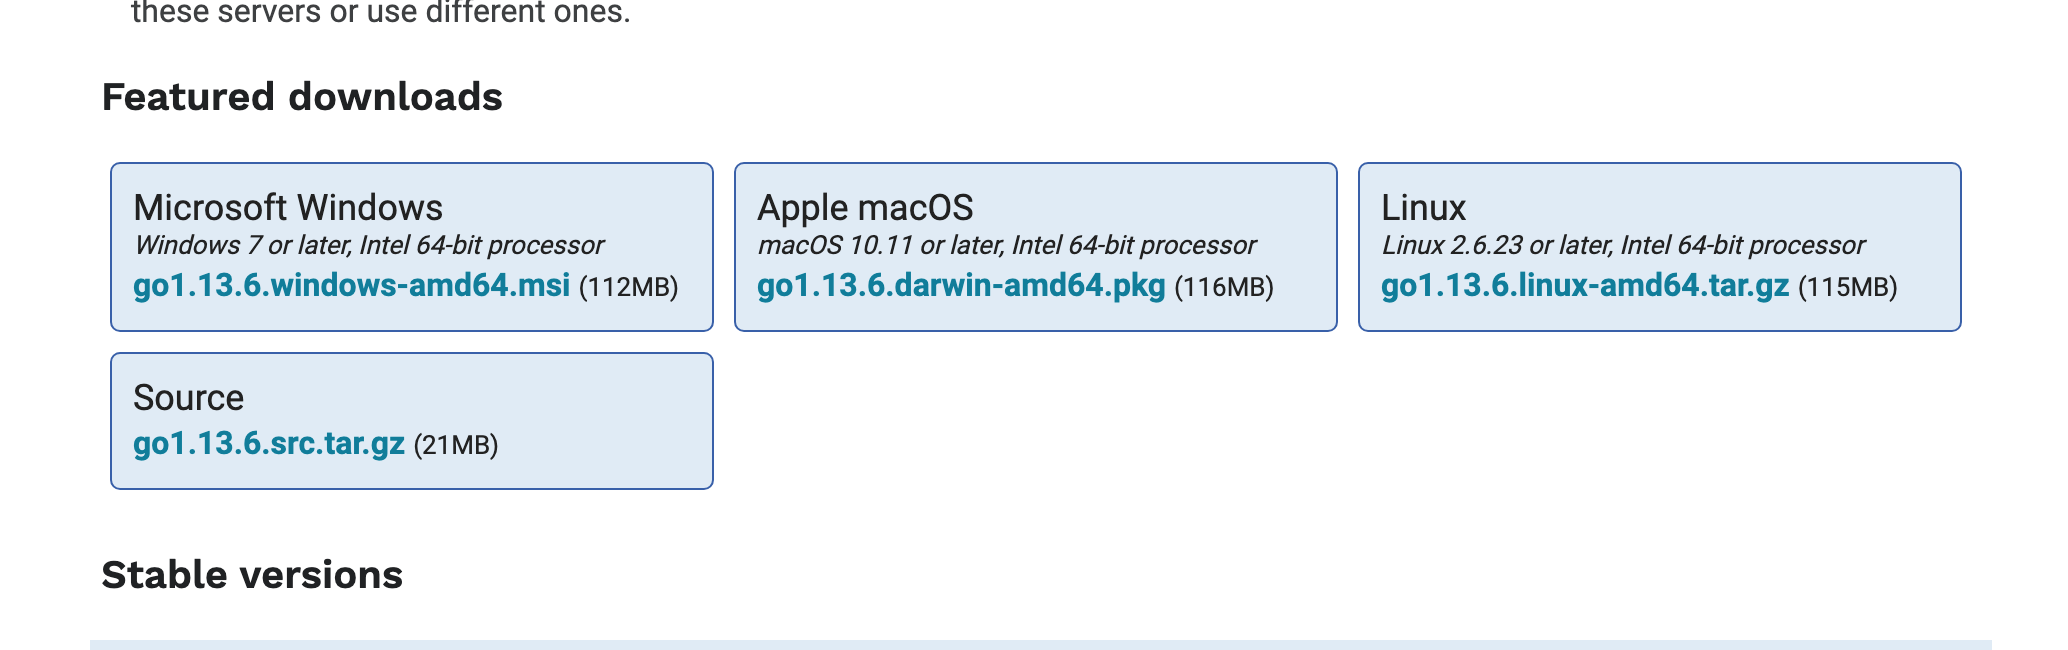 these servers or use different ones.
Featured downloads
Microsoft Windows
Windows 7 or later, Intel 64-bit processor
go1.13.6.windows-amd64.msi (112MB)
Apple macOS
macOS 10.11 or later, Intel 64-bit processor
go1.13.6.darwin-amd64.pkg (116MB)
Linux
Linux 2.6.23 or later, Intel 64-bit processor
go1.13.6.linux-amd64.tar.gz (115MB)
Source
go1.13.6.src.tar.gz (21MB)
Stable versions